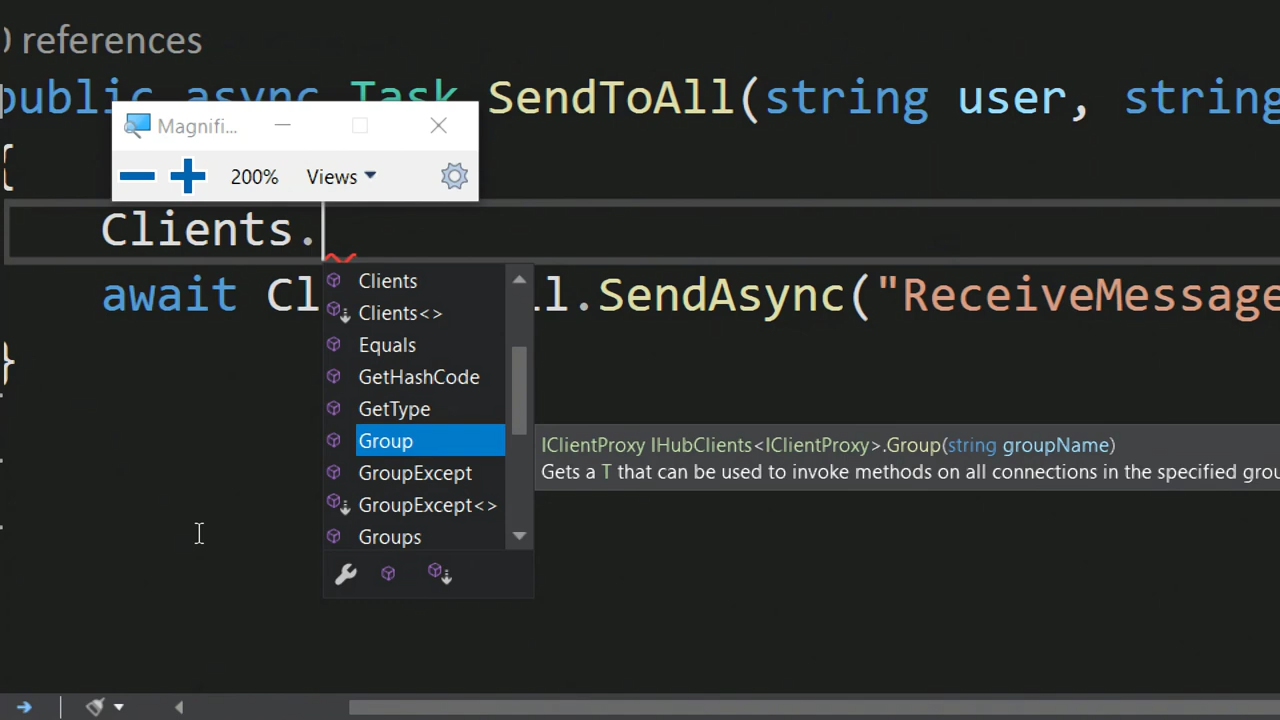 references
public async Task SendToAll(string user, string
Magnifi...
200% Views
{
Clients.
await Cl l.SendAsync("ReceiveMessage
}
Clients
Clients<>
Equals
GetHashCode
GetType
Group
GroupExcept
GroupExcept<>
Groups
IClientProxy IHubClients<IClientProxy>.Group(string groupName)
Gets a T that can be used to invoke methods on all connections in the specified grou